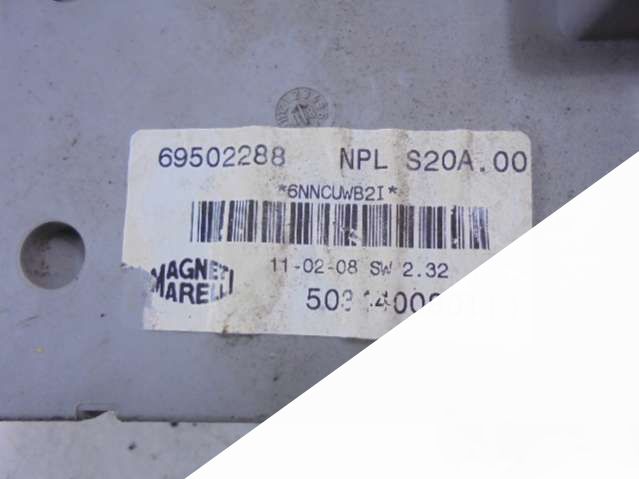 69502288 NPL S20A.00
*6NNCUWB2I*
11-02-08 SW 2.32
MAGNETI
MARELLI